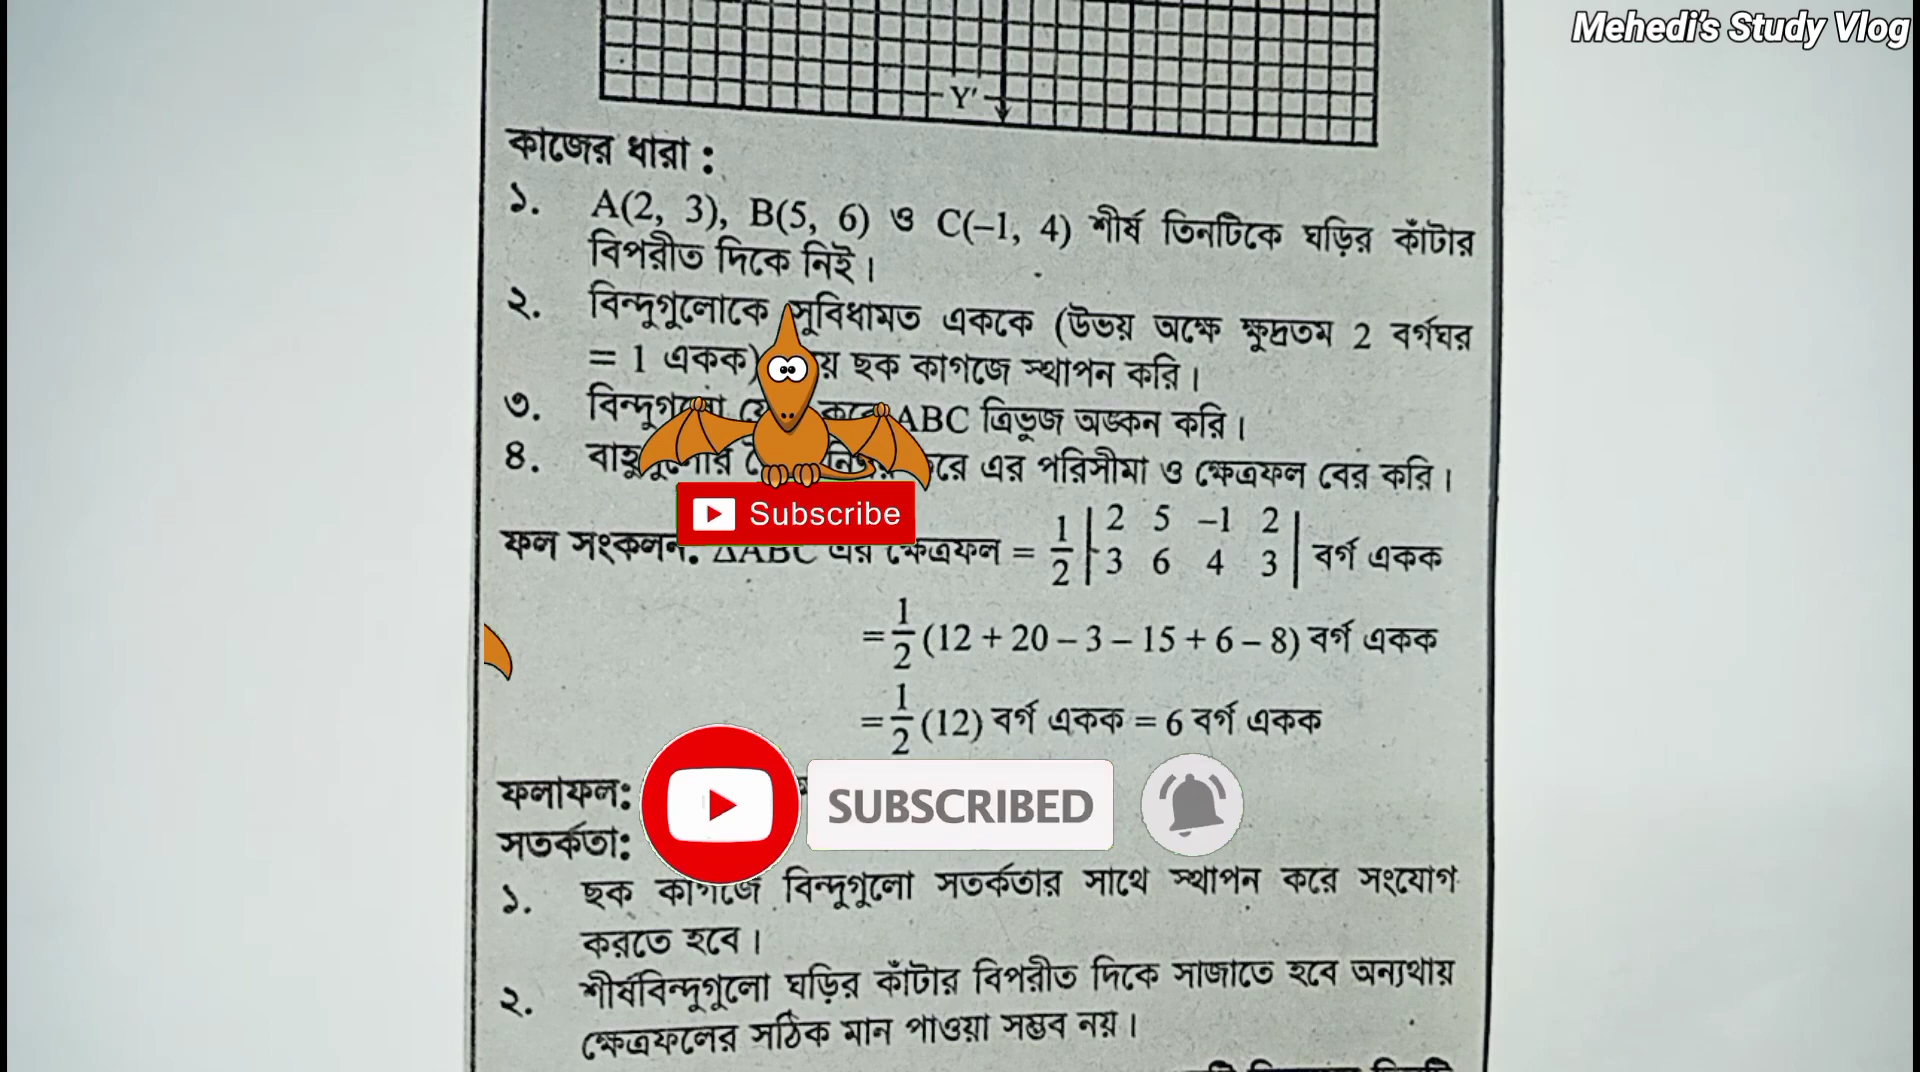 Mehedi's Study Vlog
Y'
কাজের ধারা :
১. A(2, 3), B(5, 6) ও C(–1, 4) শীর্ষ তিনটিকে ঘড়ির কাঁটার
বিপরীত দিকে নিই।
২. বিন্দুগুলোকে সুবিধামত এককে (উভয় অক্ষে ক্ষুদ্রতম 2 বর্গঘর
= 1 একক) ছক কাগজে স্থাপন করি।
৩. ABC ত্রিভুজ অঙ্কন করি।
৪. এর পরিসীমা ও ক্ষেত্রফল বের করি।
Subscribe
ফল সংকলন: ΔABC এর ক্ষেত্রফল = 1/2 | 2 5 –1 2
3 6 4 3 | বর্গ একক
= 1/2 (12 + 20 – 3 – 15 + 6 – 8) বর্গ একক
= 1/2 (12) বর্গ একক = 6 বর্গ একক
ফলাফল:
SUBSCRIBED
সতর্কতা:
১. ছক কাগজে বিন্দুগুলো সতর্কতার সাথে স্থাপন করে সংযোগ
করতে হবে।
২. শীর্ষবিন্দুগুলো ঘড়ির কাঁটার বিপরীত দিকে সাজাতে হবে অন্যথায়
ক্ষেত্রফলের সঠিক মান পাওয়া সম্ভব নয়।